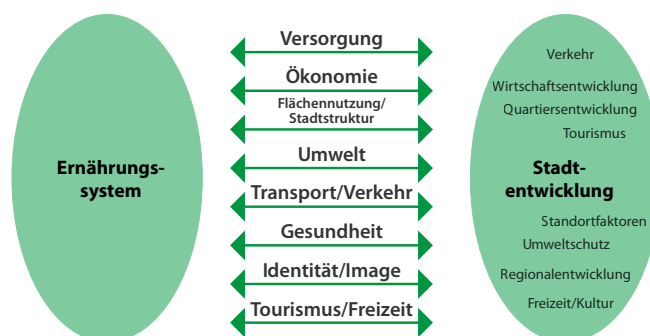 Ernährungs-
system
Versorgung
Ökonomie
Flächennutzung/
Stadtstruktur
Umwelt
Transport/Verkehr
Gesundheit
Identität/Image
Tourismus/Freizeit
Verkehr
Wirtschaftsentwicklung
Quartiersentwicklung
Tourismus
Stadt-
entwicklung
Standortfaktoren
Umweltschutz
Regionalentwicklung
Freizeit/Kultur